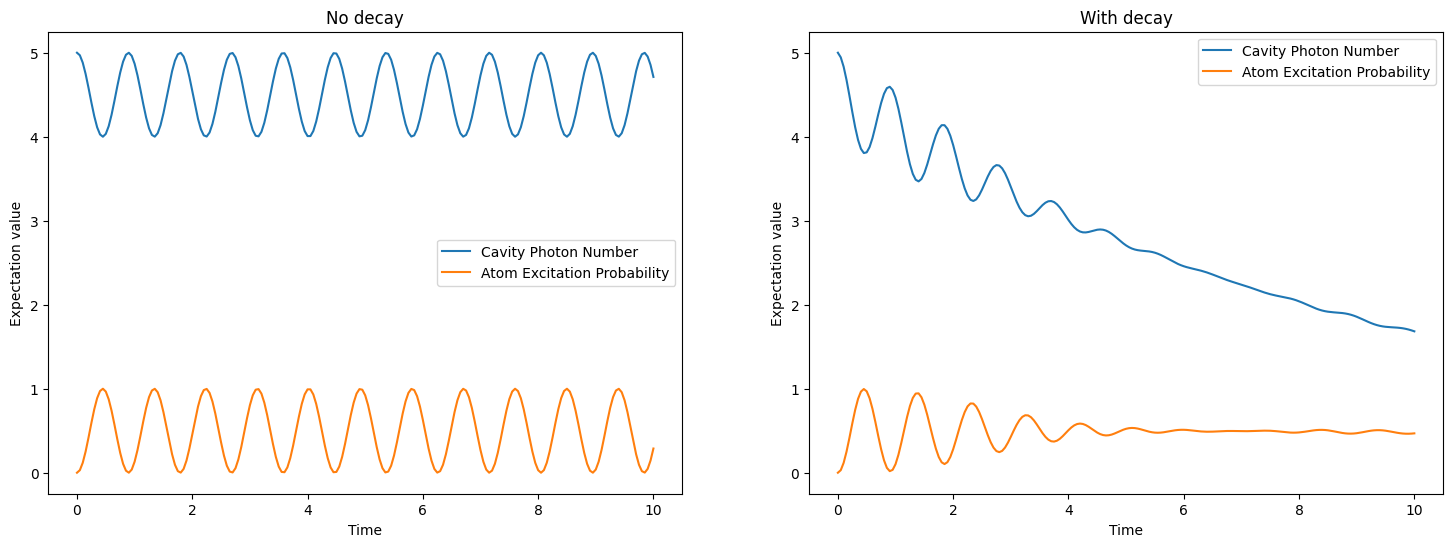 No decay
5
4
3
2
1
0
Expectation value
Cavity Photon Number
Atom Excitation Probability
0
2
4
6
8
10
Time
With decay
5
4
3
2
1
0
Expectation value
Cavity Photon Number
Atom Excitation Probability
0
2
4
6
8
10
Time